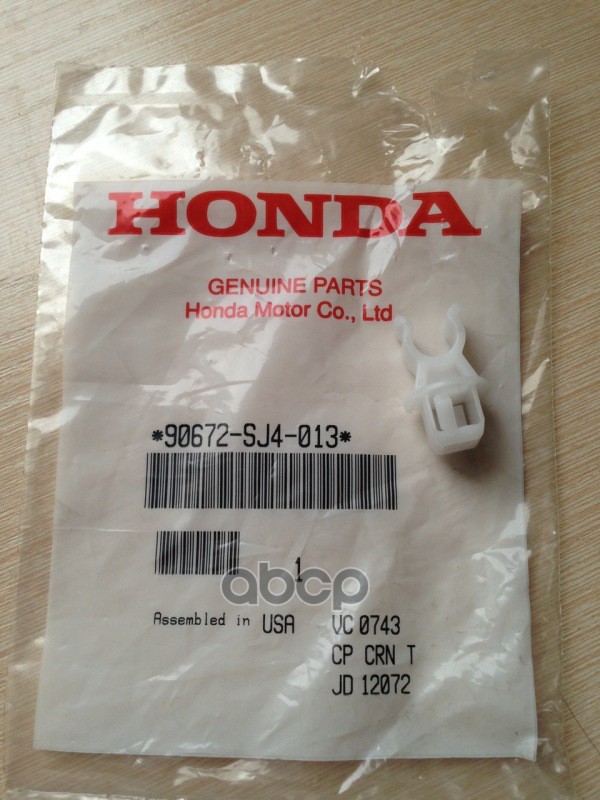 HONDA
GENUINE PARTS
Honda Motor Co., Ltd
*90672-SJ4-013*
1
abcp
Assembled in USA VC 0743
CP CRN T
JD 12072